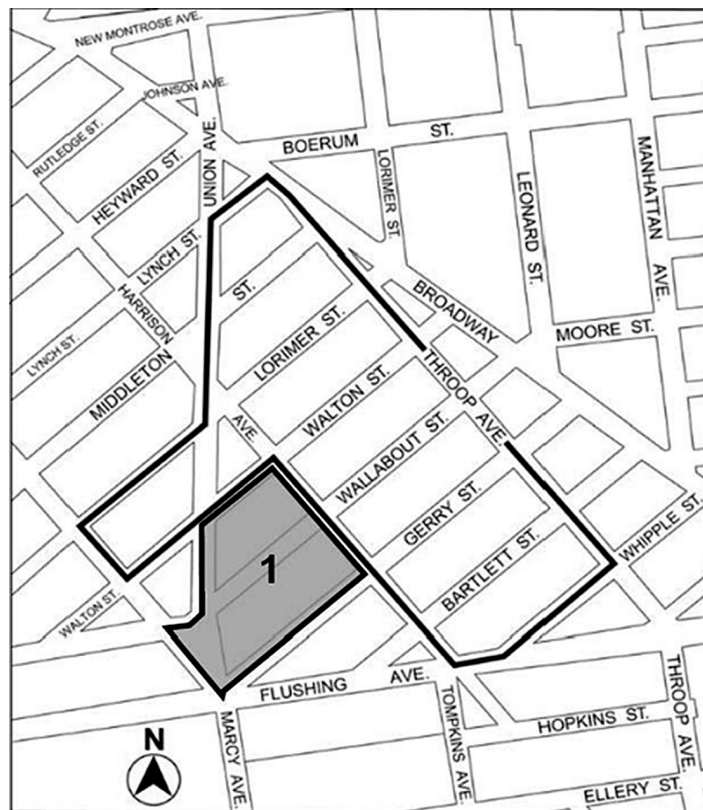 NEW MONTROSE AVE.
JOHNSON AVE.
RUTLEDGE ST.
HEYWARD ST.
UNION AVE.
BOERUM ST.
LORIMER ST.
LEONARD ST.
MANHATTAN AVE.
LYNCH ST.
HARRISON AVE.
LYNCH ST.
MIDDLETON ST.
LORIMER ST.
BROADWAY
MOORE ST.
WALTON ST.
THROOP AVE.
WALLABOUT ST.
GERRY ST.
BARTLETT ST.
WHIPPLE ST.
1
WALTON ST.
FLUSHING AVE.
MARCY AVE.
TOMPKINS AVE.
THROOP AVE.
HOPKINS ST.
ELLERY ST.
N